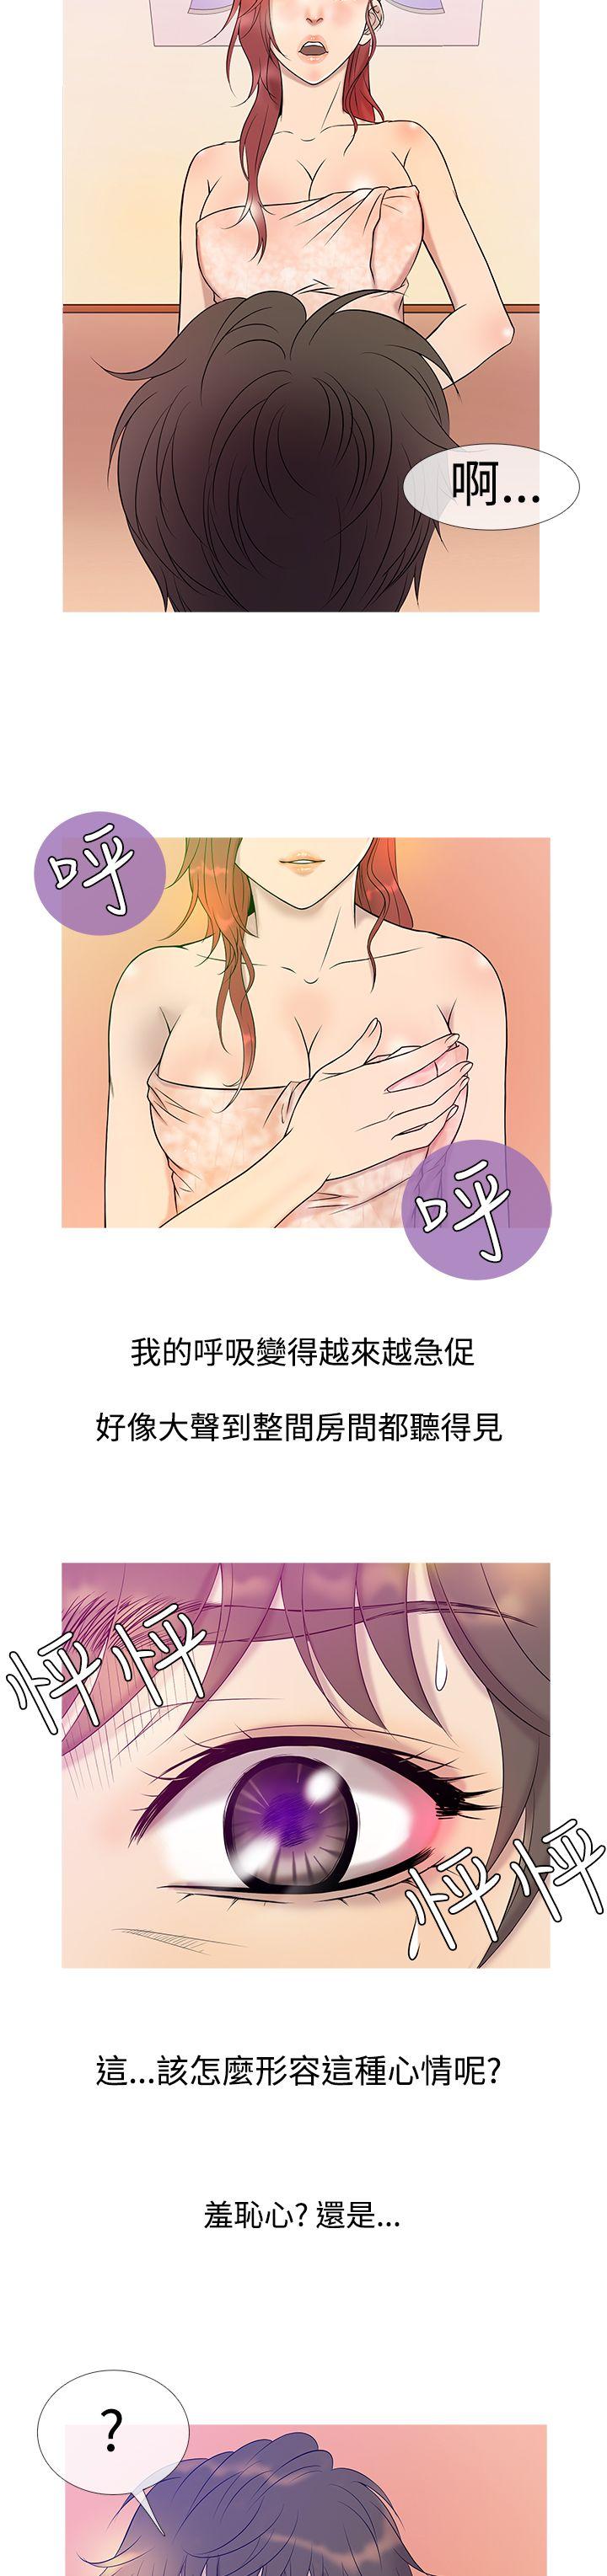 啊...
呼
呼
我的呼吸變得越來越急促
好像大聲到整間房間都聽得見
怦怦
怦怦
這...該怎麼形容這種心情呢?
羞恥心? 還是...
?